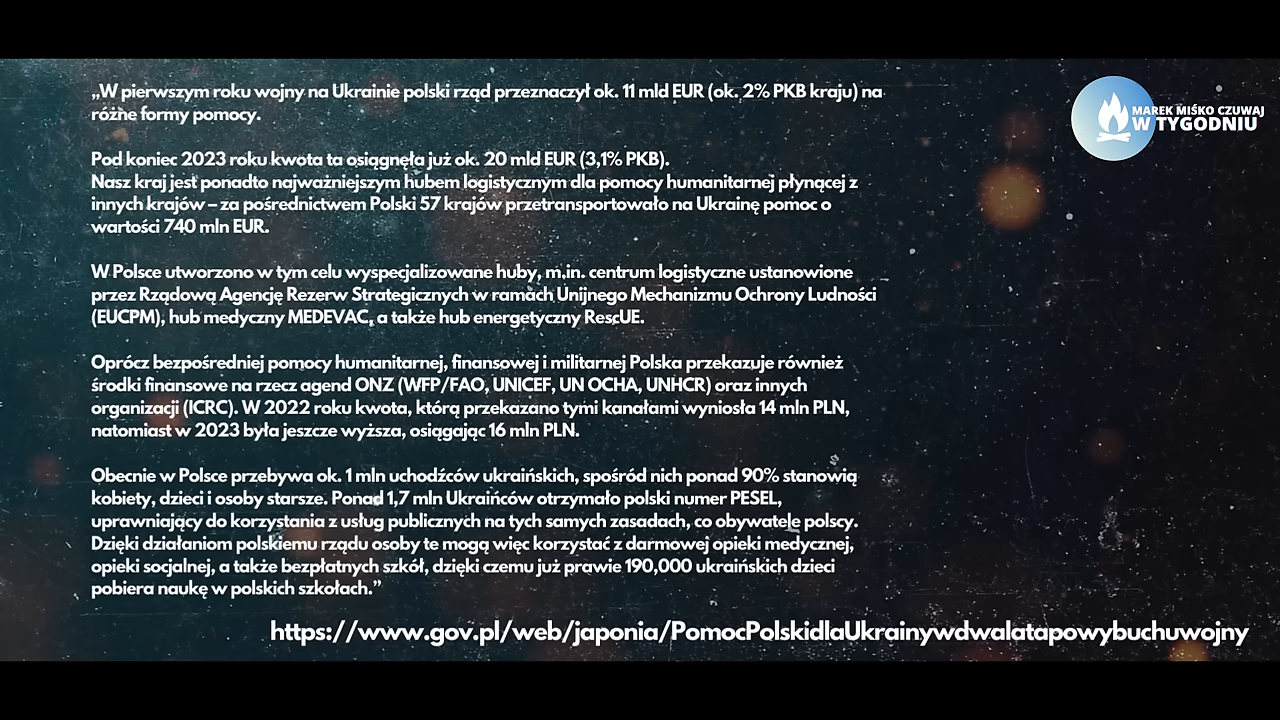 „W pierwszym roku wojny na Ukrainie polski rząd przeznaczył ok. 11 mld EUR (ok. 2% PKB kraju) na
różne formy pomocy.
Pod koniec 2023 roku kwota ta osiągnęła już ok. 20 mld EUR (3,1% PKB).
Nasz kraj jest ponadto najważniejszym hubem logistycznym dla pomocy humanitarnej płynącej z
innych krajów – za pośrednictwem Polski 57 krajów przetransportowało na Ukrainę pomoc o
wartości 740 mln EUR.
W Polsce utworzono w tym celu wyspecjalizowane huby, m.in. centrum logistyczne ustanowione
przez Rządową Agencję Rezerw Strategicznych w ramach Unijnego Mechanizmu Ochrony Ludności
(EUCPM), hub medyczny MEDEVAC, a także hub energetyczny RescUE.
Oprócz bezpośredniej pomocy humanitarnej, finansowej i militarnej Polska przekazuje również
środki finansowe na rzecz agend ONZ (WFP/FAO, UNICEF, UN OCHA, UNHCR) oraz innych
organizacji (ICRC). W 2022 roku kwota, którą przekazano tymi kanałami wyniosła 14 mln PLN,
natomiast w 2023 była jeszcze wyższa, osiągając 16 mln PLN.
Obecnie w Polsce przebywa ok. 1 mln uchodźców ukraińskich, spośród nich ponad 90% stanowią
kobiety, dzieci i osoby starsze. Ponad 1,7 mln Ukraińców otrzymało polski numer PESEL,
uprawniający do korzystania z usług publicznych na tych samych zasadach, co obywatele polscy.
Dzięki działaniom polskiemu rządu osoby te mogą więc korzystać z darmowej opieki medycznej,
opieki socjalnej, a także bezpłatnych szkół, dzięki czemu już prawie 190,000 ukraińskich dzieci
pobiera naukę w polskich szkołach.”
https://www.gov.pl/web/japonia/PomocPolskidlaUkrainywdwalatapowybuchuwojny
MAREK MIŚKO CZUWAJ
W TYGODNIU